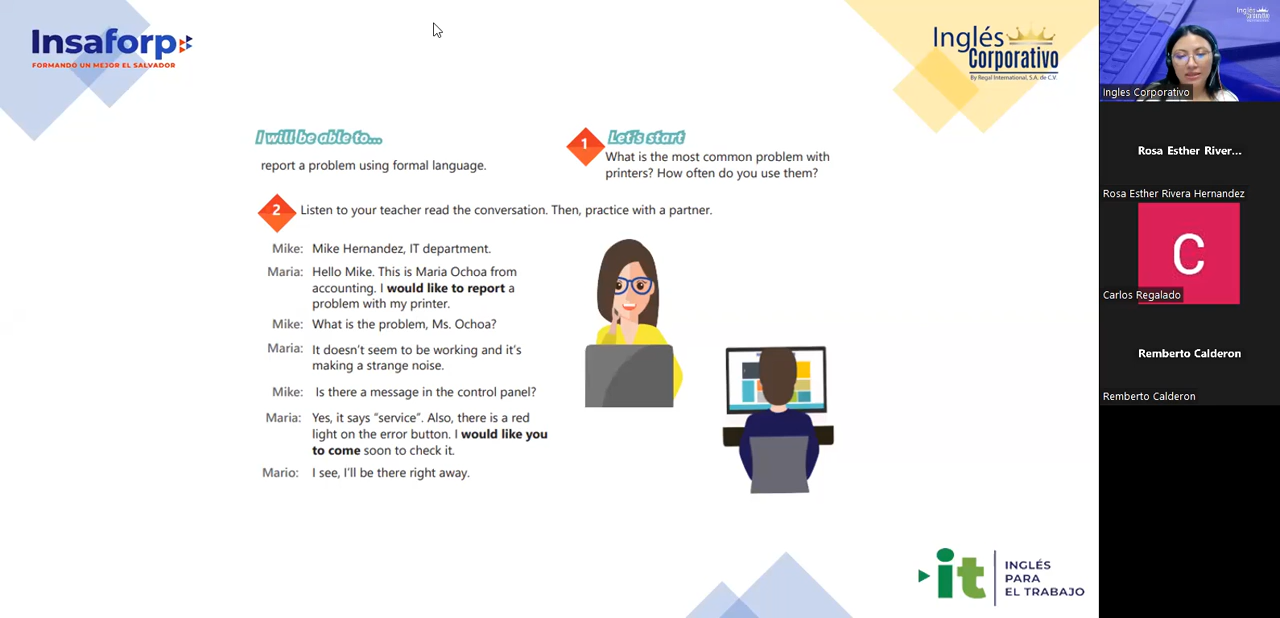 Insaforp
FORMANDO UN MEJOR EL SALVADOR
Inglés
Corporativo
By Regal International, S.A. de C.V.
I will be able to...
report a problem using formal language.
1
Let's start
What is the most common problem with
printers? How often do you use them?
2
Listen to your teacher read the conversation. Then, practice with a partner.
Mike: Mike Hernandez, IT department.
Maria: Hello Mike. This is Maria Ochoa from
accounting. I would like to report a
problem with my printer.
Mike: What is the problem, Ms. Ochoa?
Maria: It doesn't seem to be working and it's
making a strange noise.
Mike: Is there a message in the control panel?
Maria: Yes, it says “service”. Also, there is a red
light on the error button. I would like you
to come soon to check it.
Mario: I see, I'll be there right away.
it
INGLÉS
PARA
EL TRABAJO
Ingles Corporativo
Rosa Esther River...
Rosa Esther Rivera Hernandez
C
Carlos Regalado
Remberto Calderon
Remberto Calderon